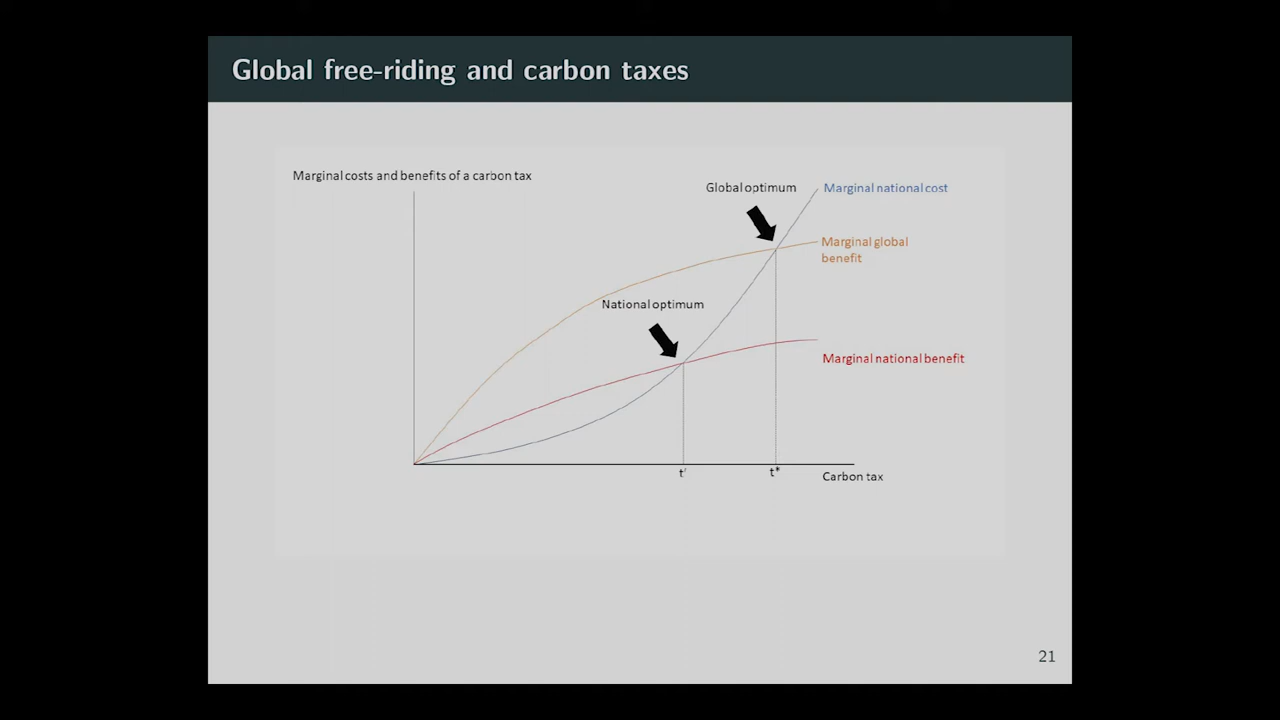 Global free-riding and carbon taxes
Marginal costs and benefits of a carbon tax
Global optimum
Marginal national cost
Marginal global
benefit
National optimum
Marginal national benefit
t'
t*
Carbon tax
21